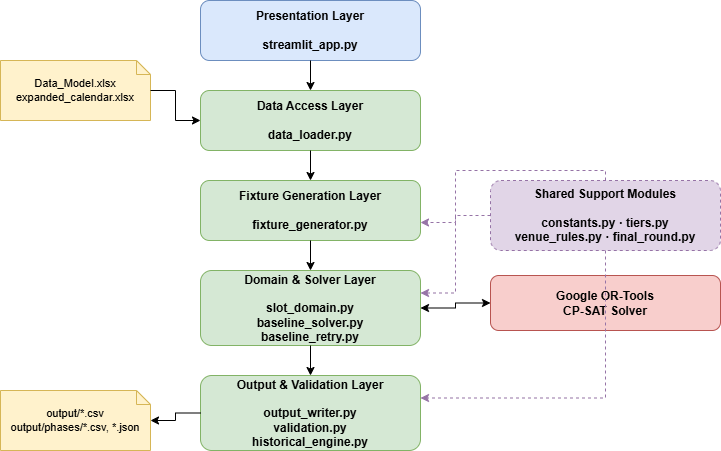 Presentation Layer
streamlit_app.py
Data_Model.xlsx
expanded_calendar.xlsx
Data Access Layer
data_loader.py
Fixture Generation Layer
fixture_generator.py
Shared Support Modules
constants.py · tiers.py
venue_rules.py · final_round.py
Domain & Solver Layer
slot_domain.py
baseline_solver.py
baseline_retry.py
Google OR-Tools
CP-SAT Solver
Output & Validation Layer
output_writer.py
validation.py
historical_engine.py
output/*.csv
output/phases/*.csv, *.json